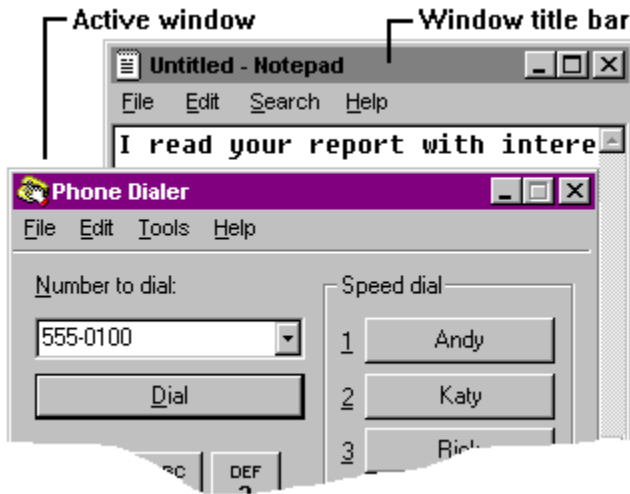 Active window
Window title bar
Untitled - Notepad
File Edit Search Help
I read your report with intere
Phone Dialer
File Edit Tools Help
Number to dial:
555-0100
Dial
Speed dial
1 Andy
2 Katy
3
DEF